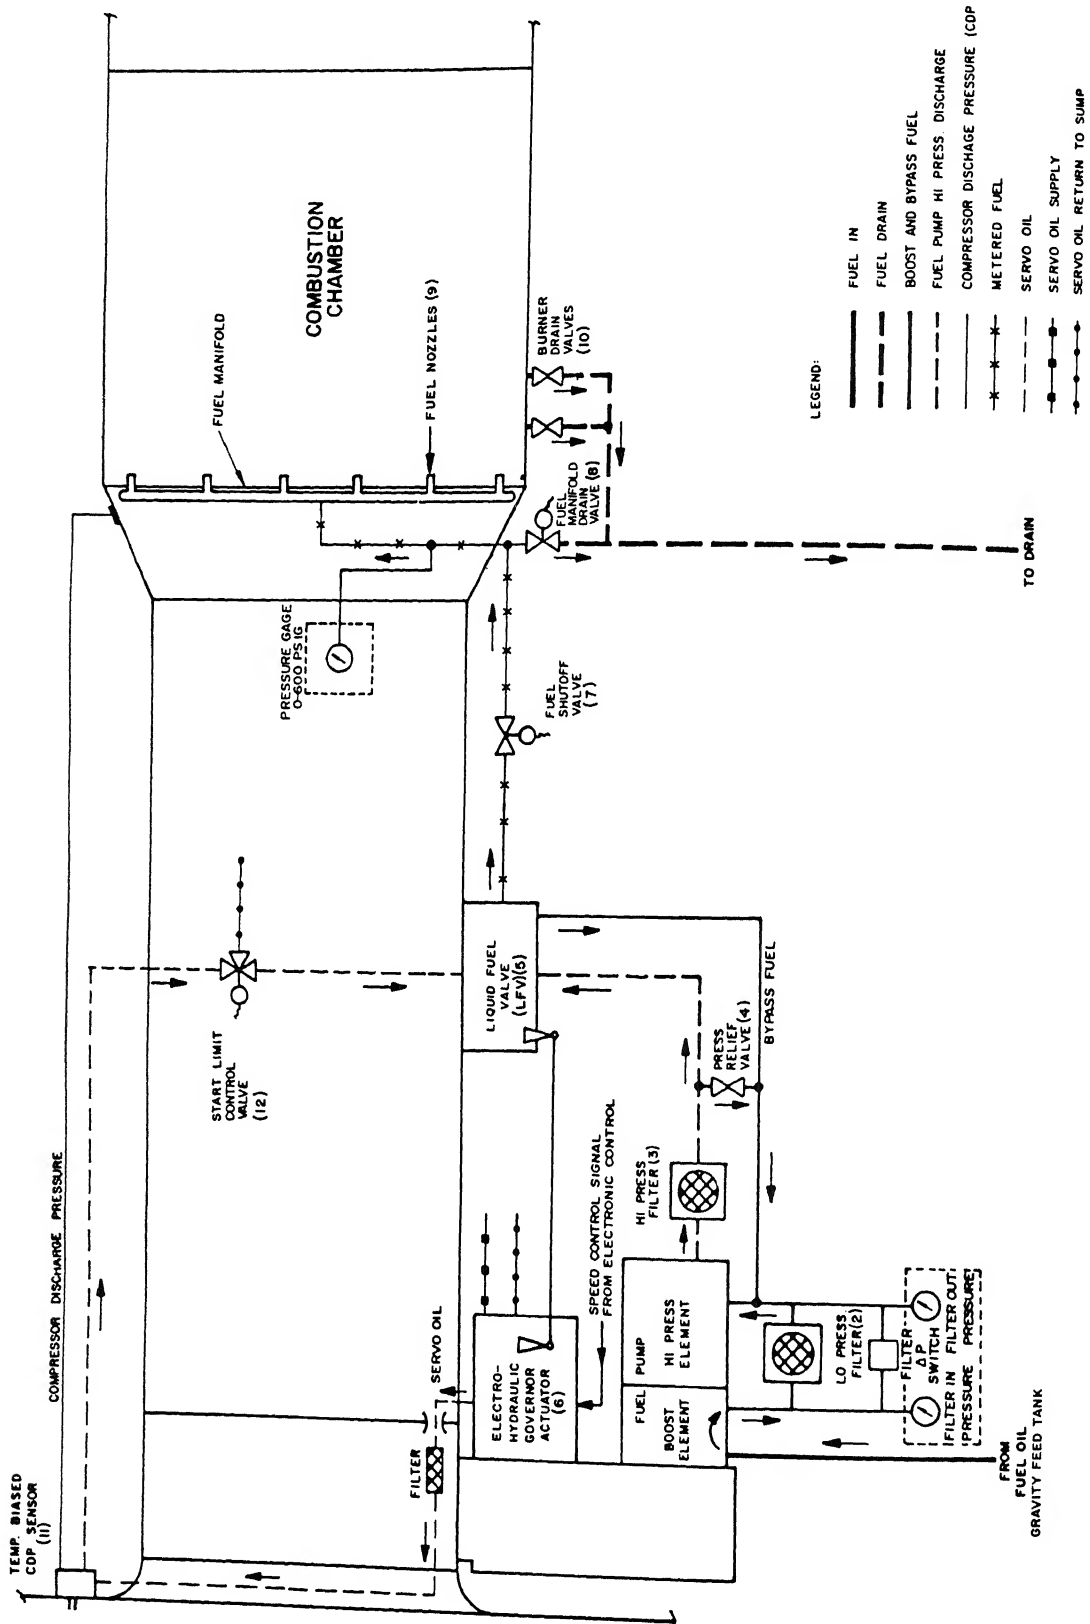 TEMP. BIASED
CDP SENSOR
(11)
COMPRESSOR DISCHARGE PRESSURE
START LIMIT
CONTROL
VALVE
(12)
PRESSURE GAGE
0-600 PSIG
FUEL MANIFOLD
COMBUSTION
CHAMBER
FUEL NOZZLES (9)
BURNER
DRAIN
VALVES
(10)
FUEL
MANIFOLD
DRAIN
VALVE (8)
FUEL
SHUTOFF
VALVE
(7)
TO DRAIN
FILTER
SERVO OIL
ELECTRO-
HYDRAULIC
GOVERNOR
ACTUATOR
(6)
LIQUID FUEL
VALVE
(LFV)(5)
SPEED CONTROL SIGNAL
FROM ELECTRONIC CONTROL
HI PRESS
FILTER (3)
PRESS
RELIEF
VALVE (4)
BYPASS FUEL
FUEL PUMP
BOOST
ELEMENT
HI PRESS
ELEMENT
LO PRESS
FILTER (2)
FILTER
ΔP
SWITCH
FILTER IN
PRESSURE
FILTER OUT
PRESSURE
FROM
FUEL OIL
GRAVITY FEED TANK
LEGEND:
FUEL IN
FUEL DRAIN
BOOST AND BYPASS FUEL
FUEL PUMP HI PRESS. DISCHARGE
COMPRESSOR DISCHAGE PRESSURE (CDP
METERED FUEL
SERVO OIL
SERVO OIL SUPPLY
SERVO OIL RETURN TO SUMP